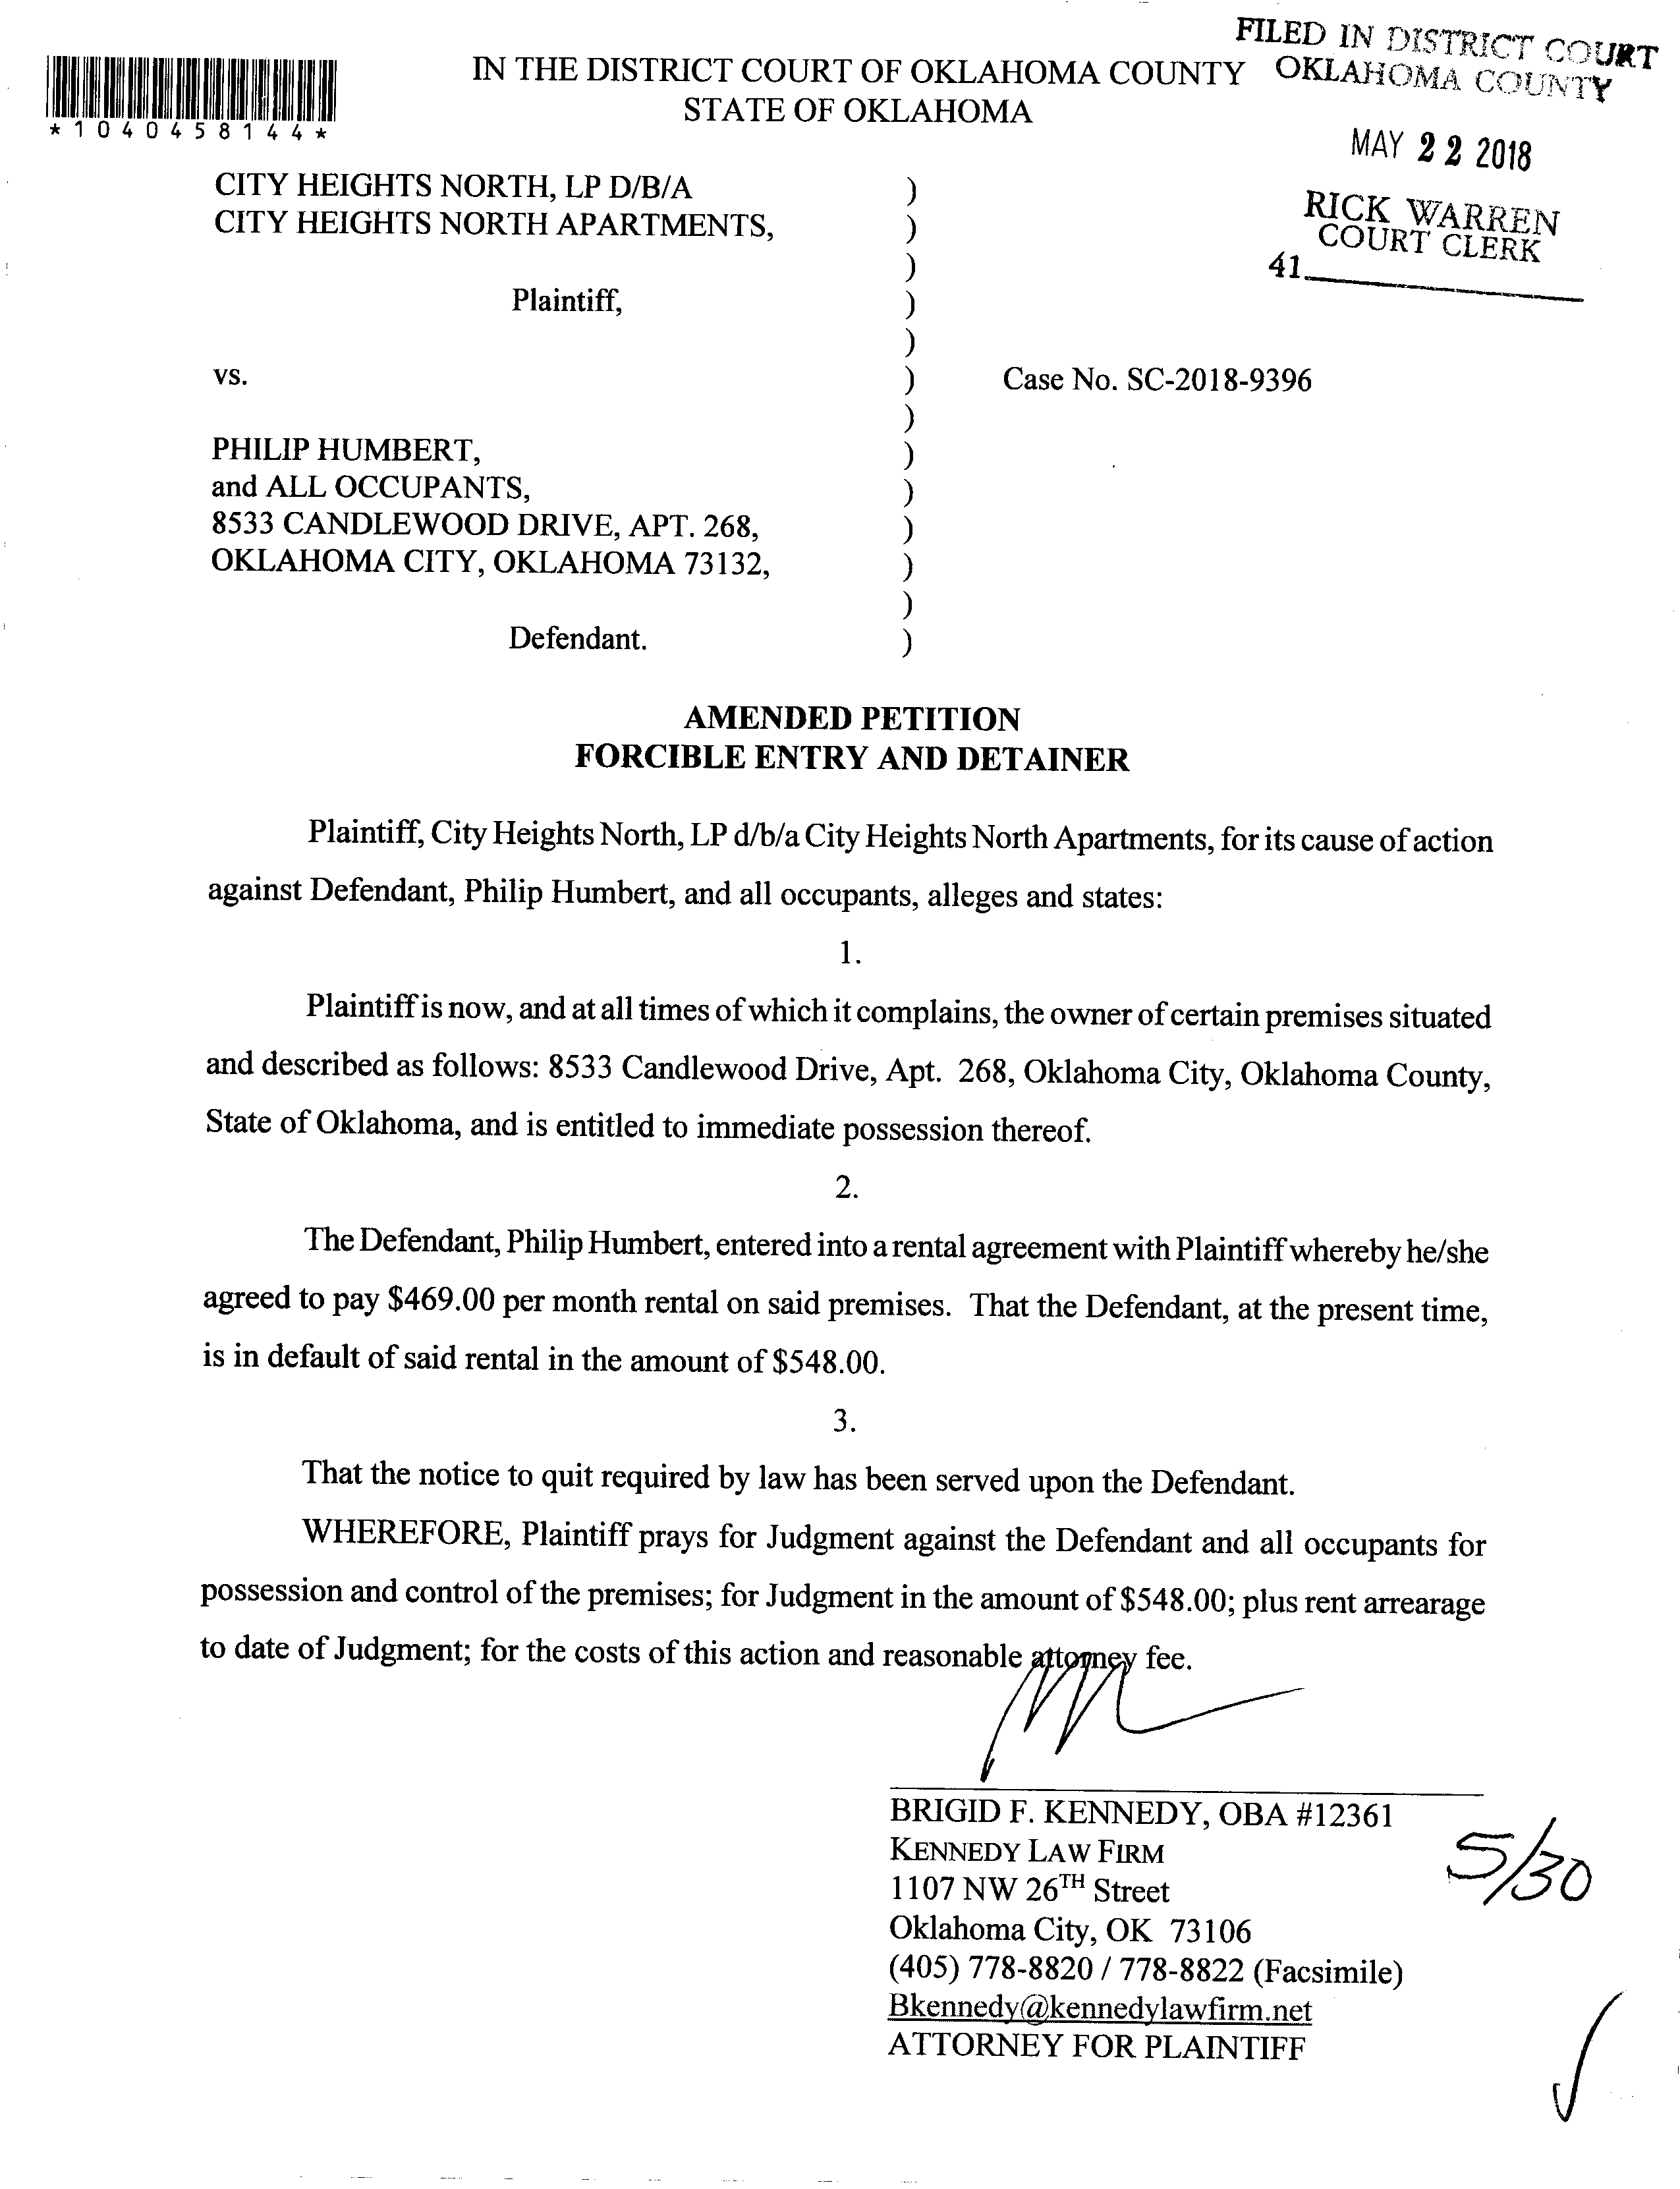 FILED IN DISTRICT COURT
OKLAHOMA COUNTY
*1040458144*
IN THE DISTRICT COURT OF OKLAHOMA COUNTY
STATE OF OKLAHOMA
MAY 22 2018
RICK WARREN
COURT CLERK
41
CITY HEIGHTS NORTH, LP D/B/A )
CITY HEIGHTS NORTH APARTMENTS, )
)
Plaintiff, )
)
vs. ) Case No. SC-2018-9396
)
PHILIP HUMBERT, )
and ALL OCCUPANTS, )
8533 CANDLEWOOD DRIVE, APT. 268, )
OKLAHOMA CITY, OKLAHOMA 73132, )
)
Defendant. )
AMENDED PETITION
FORCIBLE ENTRY AND DETAINER
Plaintiff, City Heights North, LP d/b/a City Heights North Apartments, for its cause of action
against Defendant, Philip Humbert, and all occupants, alleges and states:
1.
Plaintiff is now, and at all times of which it complains, the owner of certain premises situated
and described as follows: 8533 Candlewood Drive, Apt. 268, Oklahoma City, Oklahoma County,
State of Oklahoma, and is entitled to immediate possession thereof.
2.
The Defendant, Philip Humbert, entered into a rental agreement with Plaintiff whereby he/she
agreed to pay $469.00 per month rental on said premises. That the Defendant, at the present time,
is in default of said rental in the amount of $548.00.
3.
That the notice to quit required by law has been served upon the Defendant.
WHEREFORE, Plaintiff prays for Judgment against the Defendant and all occupants for
possession and control of the premises; for Judgment in the amount of $548.00; plus rent arrearage
to date of Judgment; for the costs of this action and reasonable attorney fee.
BRIGID F. KENNEDY, OBA #12361
KENNEDY LAW FIRM
1107 NW 26TH Street
Oklahoma City, OK 73106
(405) 778-8820 / 778-8822 (Facsimile)
Bkennedy@kennedylawfirm.net
ATTORNEY FOR PLAINTIFF
5/30